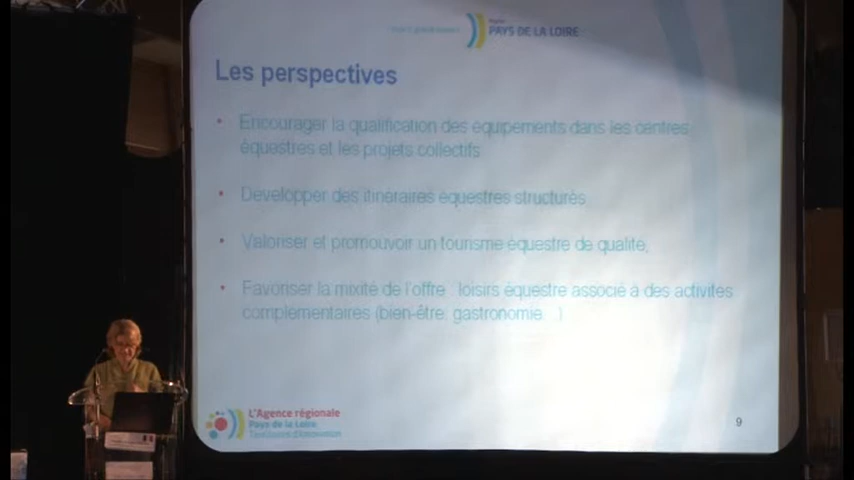 PAYS DE LA LOIRE
Les perspectives
• Encourager la qualification des équipements dans les centres
équestres et les projets collectifs
• Développer des itinéraires équestres structurés
• Valoriser et promouvoir un tourisme équestre de qualité,
• Favoriser la mixité de l'offre : loisirs équestre associé à des activités
complémentaires (bien-être, gastronomie...)
L'Agence régionale
Pays de la Loire
Territoires d'Innovation
9